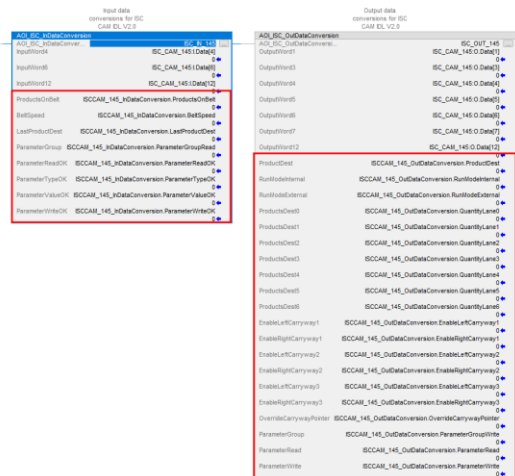 Input data
conversions for ISC
CAM IDL V2.0
AOI_ISC_InDataConversion
AOI_ISC_InDataConver... ISC_IN_145 ...
InputWord4 ISC_CAM_145:I.Data[4]
0
InputWord6 ISC_CAM_145:I.Data[6]
0
InputWord12 ISC_CAM_145:I.Data[12]
0
ProductsOnBelt ISCCAM_145_InDataConversion.ProductsOnBelt
0
BeltSpeed ISCCAM_145_InDataConversion.BeltSpeed
0
LastProductDest ISCCAM_145_InDataConversion.LastProductDest
0
ParameterGroup ISCCAM_145_InDataConversion.ParameterGroupRead
0
ParameterReadOK ISCCAM_145_InDataConversion.ParameterReadOK
0
ParameterTypeOK ISCCAM_145_InDataConversion.ParameterTypeOK
0
ParameterValueOK ISCCAM_145_InDataConversion.ParameterValueOK
0
ParameterWriteOK ISCCAM_145_InDataConversion.ParameterWriteOK
0
Output data
conversions for ISC
CAM IDL V2.0
AOI_ISC_OutDataConversion
AOI_ISC_OutDataConversi... ISC_OUT_145 ...
OutputWord1 ISC_CAM_145:O.Data[1]
0
OutputWord3 ISC_CAM_145:O.Data[3]
0
OutputWord4 ISC_CAM_145:O.Data[4]
0
OutputWord5 ISC_CAM_145:O.Data[5]
0
OutputWord6 ISC_CAM_145:O.Data[6]
0
OutputWord7 ISC_CAM_145:O.Data[7]
0
OutputWord12 ISC_CAM_145:O.Data[12]
0
ProductDest ISCCAM_145_OutDataConversion.ProductDest
0
RunModeInternal ISCCAM_145_OutDataConversion.RunModeInternal
0
RunModeExternal ISCCAM_145_OutDataConversion.RunModeExternal
0
ProductsDest0 ISCCAM_145_OutDataConversion.QuantityLane0
0
ProductsDest1 ISCCAM_145_OutDataConversion.QuantityLane1
0
ProductsDest2 ISCCAM_145_OutDataConversion.QuantityLane2
0
ProductsDest3 ISCCAM_145_OutDataConversion.QuantityLane3
0
ProductsDest4 ISCCAM_145_OutDataConversion.QuantityLane4
0
ProductsDest5 ISCCAM_145_OutDataConversion.QuantityLane5
0
ProductsDest6 ISCCAM_145_OutDataConversion.QuantityLane6
0
EnableLeftCarryway1 ISCCAM_145_OutDataConversion.EnableLeftCarryway1
0
EnableRightCarryway1 ISCCAM_145_OutDataConversion.EnableRightCarryway1
0
EnableLeftCarryway2 ISCCAM_145_OutDataConversion.EnableLeftCarryway2
0
EnableRightCarryway2 ISCCAM_145_OutDataConversion.EnableRightCarryway2
0
EnableLeftCarryway3 ISCCAM_145_OutDataConversion.EnableLeftCarryway3
0
EnableRightCarryway3 ISCCAM_145_OutDataConversion.EnableRightCarryway3
0
OverrideCarrywayPointer ISCCAM_145_OutDataConversion.OverrideCarrywayPointer
0
ParameterGroup ISCCAM_145_OutDataConversion.ParameterGroupWrite
0
ParameterRead ISCCAM_145_OutDataConversion.ParameterRead
0
ParameterWrite ISCCAM_145_OutDataConversion.ParameterWrite
0